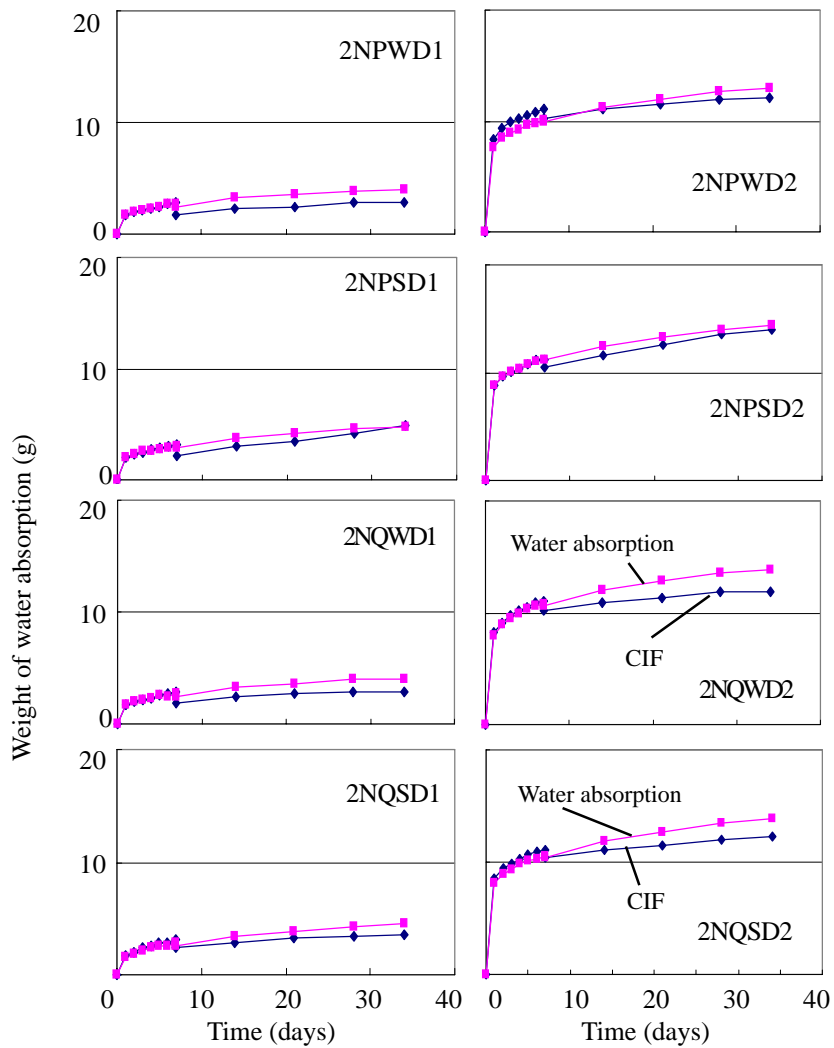 20
2NPWD1
10
2NPWD2
0
20
2NPSD1
10
2NPSD2
0
Weight of water absorption (g)
20
2NQWD1
Water absorption
10
CIF
2NQWD2
0
20
2NQSD1
Water absorption
10
CIF
2NQSD2
0 10 20 30 40
0 10 20 30 40
Time (days)
Time (days)